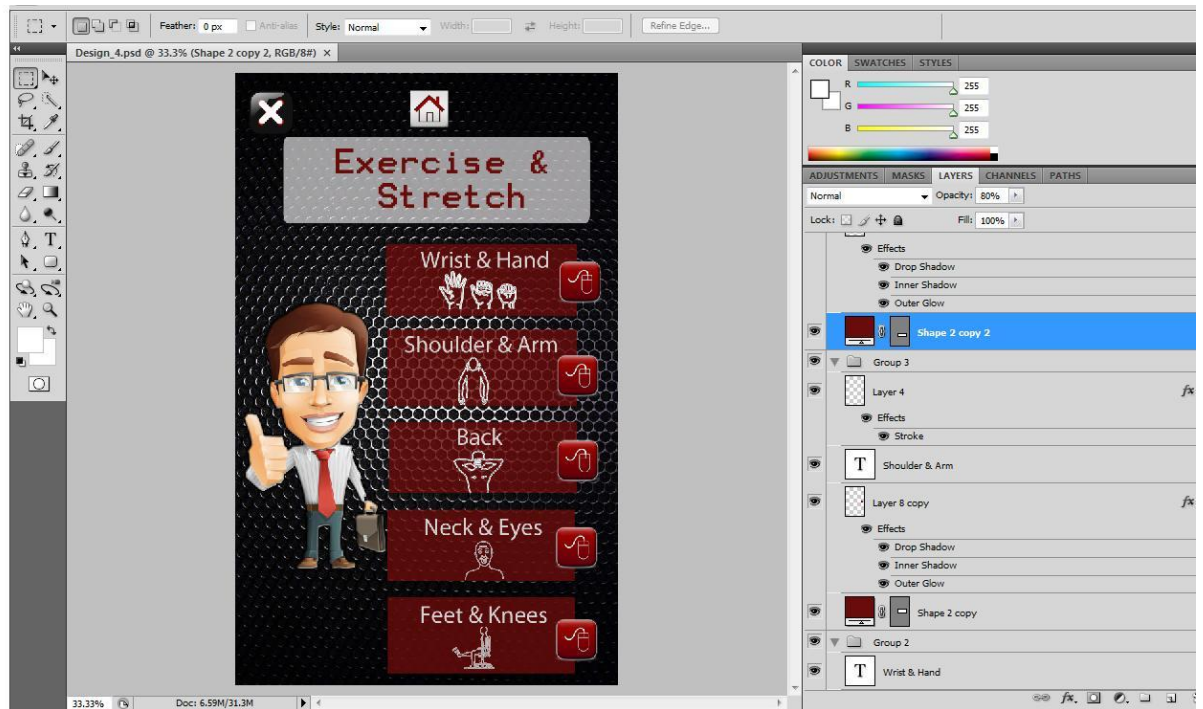 Feather: 0 px Anti-alias Style: Normal Width: Height: Refine Edge...
Design_4.psd @ 33.3% (Shape 2 copy 2, RGB/8#) ×
Exercise &
Stretch
Wrist & Hand
Shoulder & Arm
Back
Neck & Eyes
Feet & Knees
33.33% Doc: 6.59M/31.3M
COLOR SWATCHES STYLES
R 255
G 255
B 255
ADJUSTMENTS MASKS LAYERS CHANNELS PATHS
Normal Opacity: 80%
Lock: Fill: 100%
Effects
Drop Shadow
Inner Shadow
Outer Glow
Shape 2 copy 2
Group 3
Layer 4 fx
Effects
Stroke
T Shoulder & Arm
Layer 8 copy fx
Effects
Drop Shadow
Inner Shadow
Outer Glow
Shape 2 copy
Group 2
T Wrist & Hand
fx.